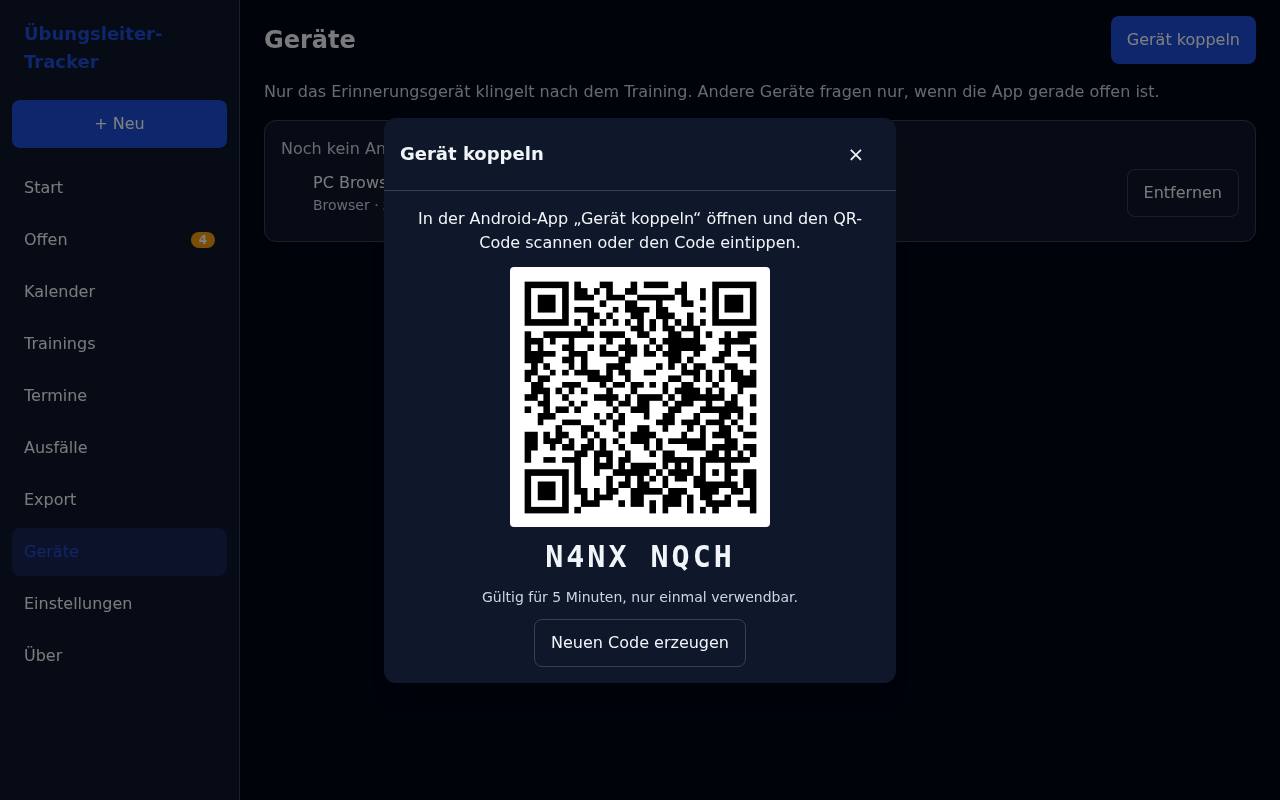 Übungsleiter-
Tracker
+ Neu
Start
Offen 4
Kalender
Trainings
Termine
Ausfälle
Export
Geräte
Einstellungen
Über
Geräte
Gerät koppeln
Nur das Erinnerungsgerät klingelt nach dem Training. Andere Geräte fragen nur, wenn die App gerade offen ist.
Noch kein
PC
Browser ·
Entfernen
Gerät koppeln ×
In der Android-App „Gerät koppeln“ öffnen und den QR-
Code scannen oder den Code eintippen.
N4NX NQCH
Gültig für 5 Minuten, nur einmal verwendbar.
Neuen Code erzeugen